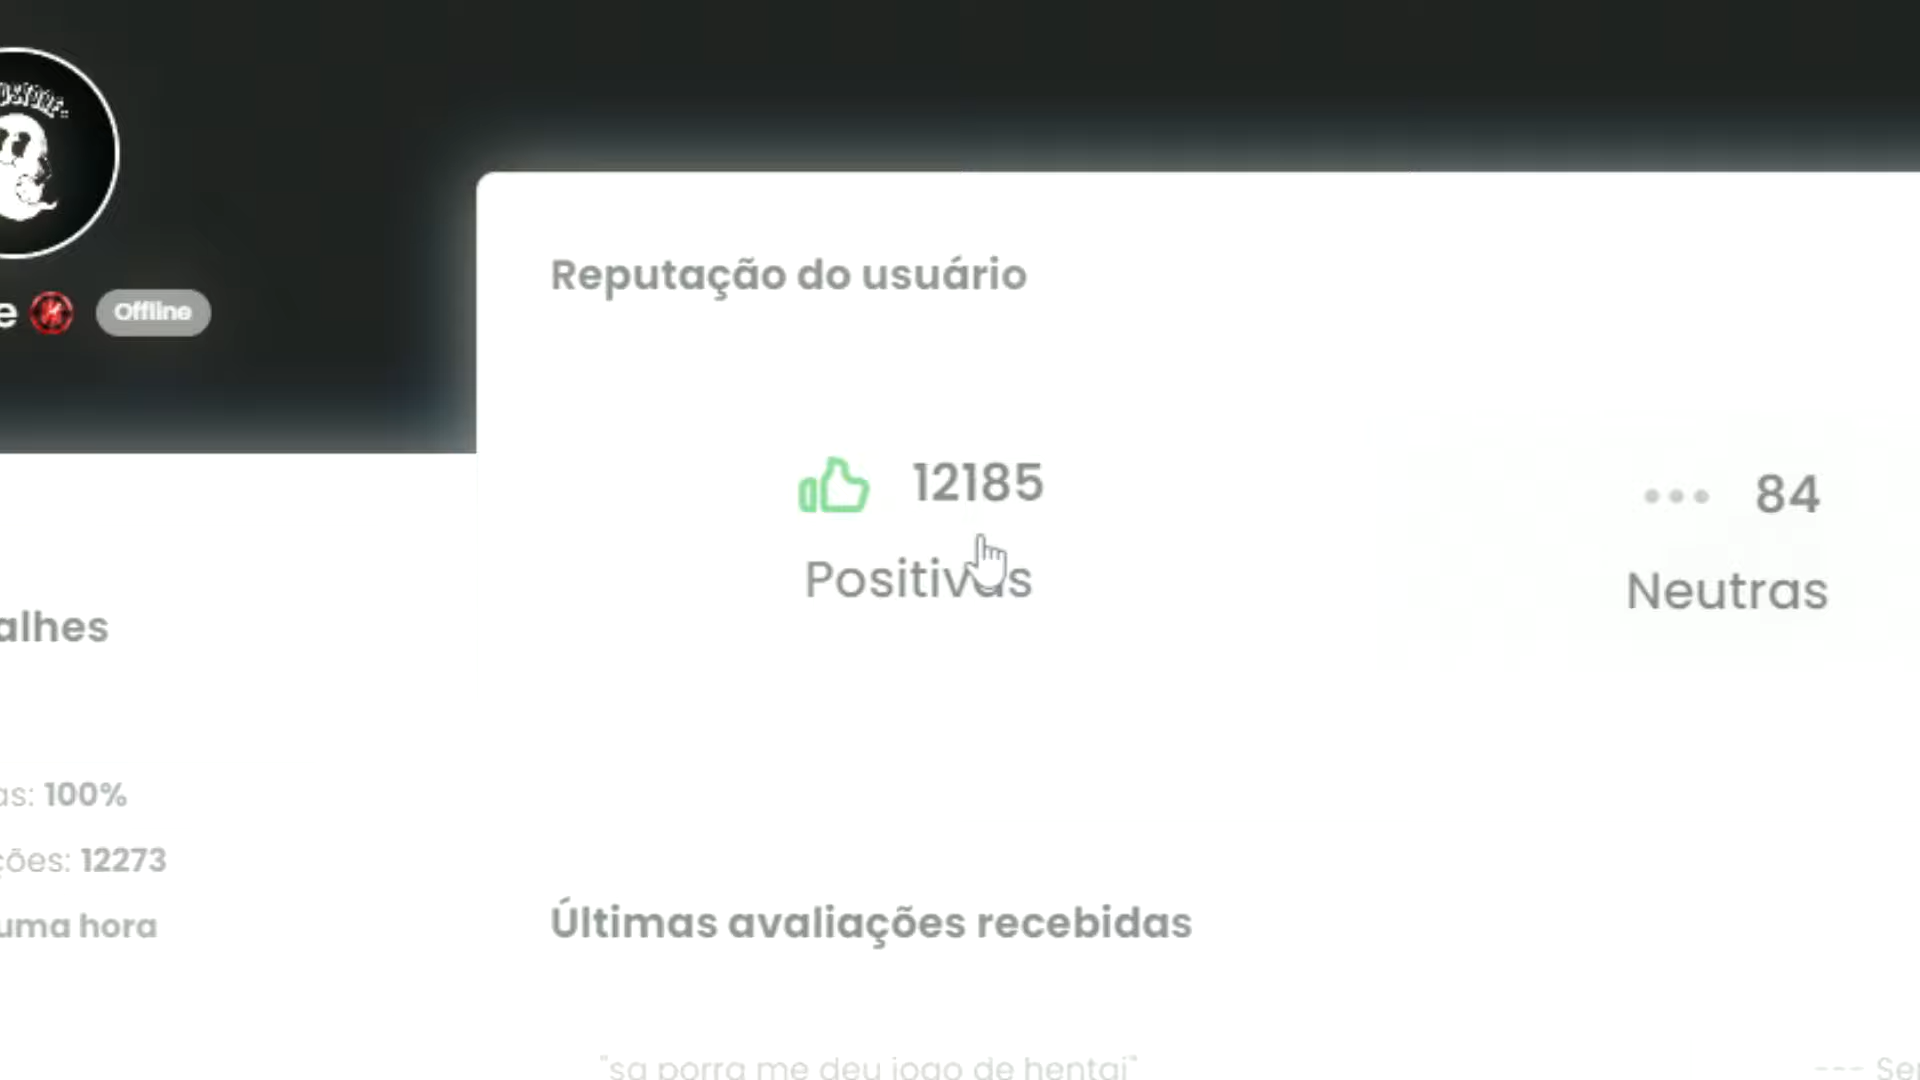 e Offline
Reputação do usuário
12185
Positivas
84
Neutras
alhes
as: 100%
ções: 12273
uma hora
Últimas avaliações recebidas
"sa porra me deu jogo de hentai"
--- Ser